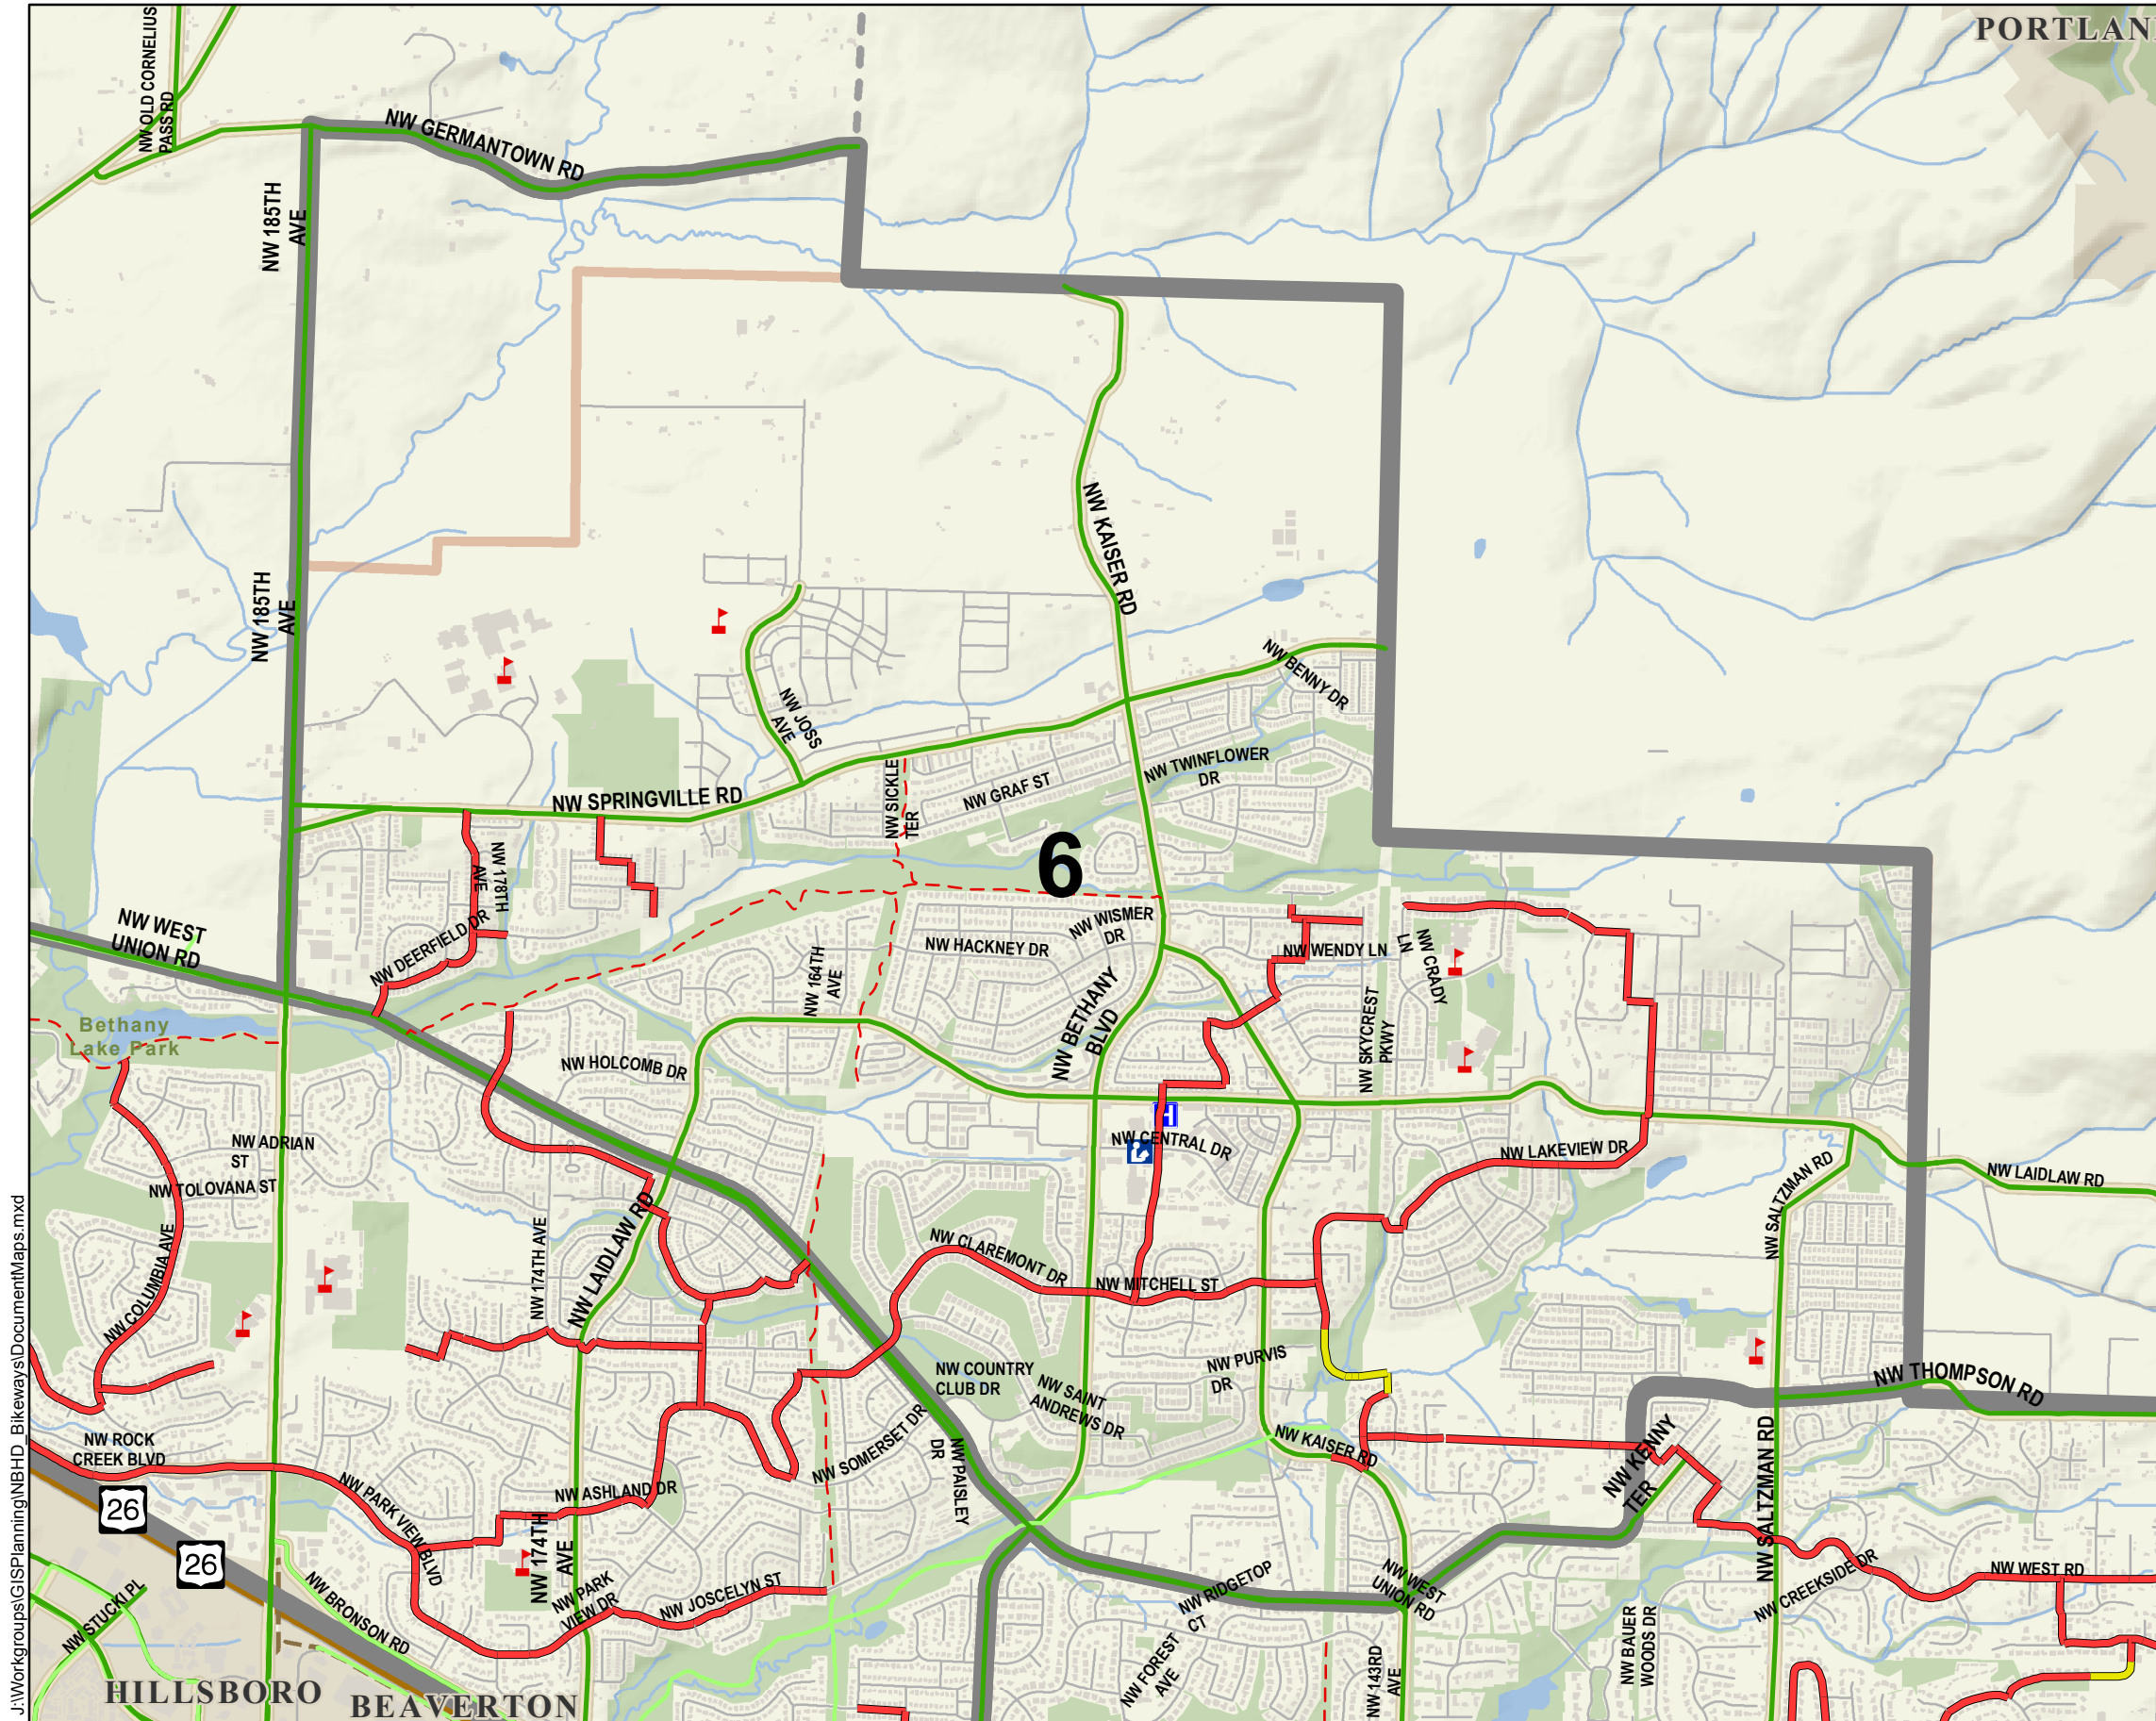 PORTLAN
NW OLD CORNELIUS
PASS RD
NW GERMANTOWN RD
NW 185TH
AVE
NW KAISER RD
NW 185TH
AVE
NW BENNY DR
NW JOSS
AVE
NW TWINFLOWER
DR
NW GRAF ST
NW SPRINGVILLE RD
NW SICKLE
TER
6
NW 178TH
AVE
NW DEERFIELD DR
NW WEST
UNION RD
NW WISMER
DR
NW HACKNEY DR
NW WENDY LN
NW CRADY
LN
NW 164TH
AVE
NW BETHANY
BLVD
NW SKYCREST
PKWY
Bethany
Lake Park
NW HOLCOMB DR
H
NW CENTRAL DR
NW ADRIAN
ST
NW LAKEVIEW DR
NW TOLOVANA ST
NW SALTZMAN RD
NW LAIDLAW RD
NW COLUMBIA AVE
NW 174TH AVE
NW LAIDLAW RD
NW CLAREMONT DR
NW MITCHELL ST
NW COUNTRY
CLUB DR
NW PURVIS
DR
NW SAINT
ANDREWS DR
NW THOMPSON RD
NW ROCK
CREEK BLVD
NW SOMERSET DR
NW PAISLEY
DR
NW KAISER RD
NW KENNY
TER
NW SALTZMAN RD
26
NW PARK VIEW BLVD
NW ASHLAND DR
26
NW 174TH
AVE
NW BRONSON RD
NW STUCKI PL
NW PARK
VIEW DR
NW JOSCELYN ST
NW RIDGETOP
CT
NW WEST
UNION RD
NW CREEKSIDE DR
NW WEST RD
NW FOREST
AVE
NW 143RD
AVE
NW BAUER
WOODS DR
HILLSBORO
BEAVERTON
J:\Workgroups\GISPlanning\NBHD_Bikeways\DocumentMaps.mxd